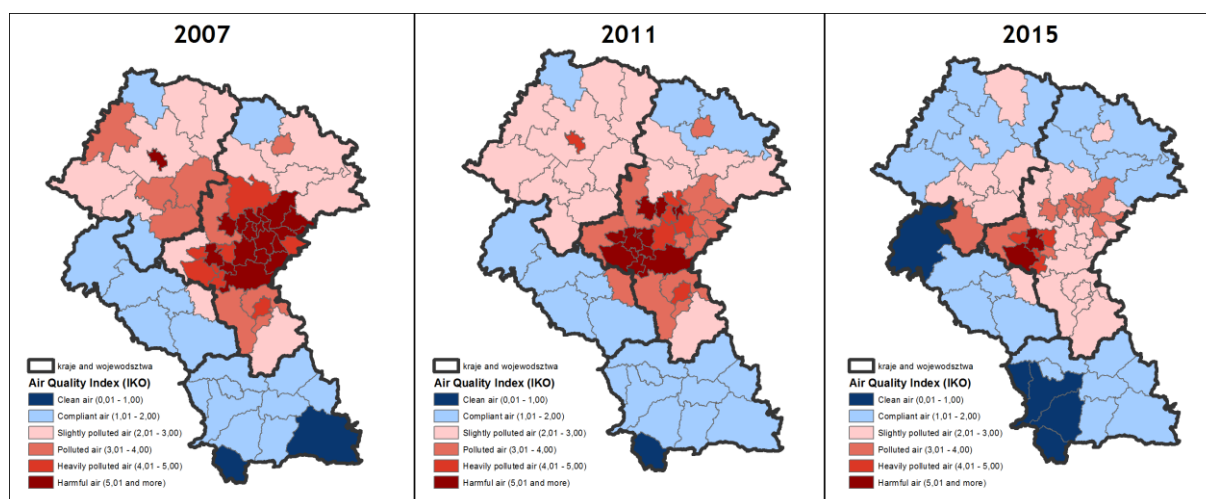 2007
kraje and wojewodsztwa
Air Quality Index (IKO)
Clean air (0,01 - 1,00)
Compliant air (1,01 - 2,00)
Slightly polluted air (2,01 - 3,00)
Polluted air (3,01 - 4,00)
Heavily polluted air (4,01 - 5,00)
Harmful air (5,01 and more)
2011
kraje and wojewodsztwa
Air Quality Index (IKO)
Clean air (0,01 - 1,00)
Compliant air (1,01 - 2,00)
Slightly polluted air (2,01 - 3,00)
Polluted air (3,01 - 4,00)
Heavily polluted air (4,01 - 5,00)
Harmful air (5,01 and more)
2015
kraje and wojewodsztwa
Air Quality Index (IKO)
Clean air (0,01 - 1,00)
Compliant air (1,01 - 2,00)
Slightly polluted air (2,01 - 3,00)
Polluted air (3,01 - 4,00)
Heavily polluted air (4,01 - 5,00)
Harmful air (5,01 and more)